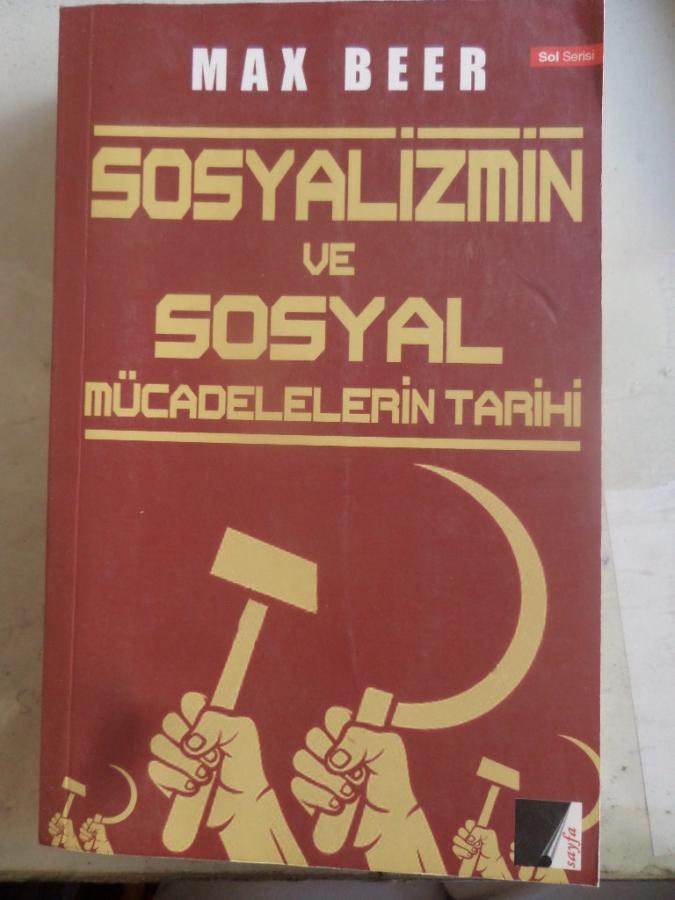 MAX BEER
Sol Serisi
SOSYALİZMİN
VE
SOSYAL
MÜCADELELERİN TARİHİ
sayfa